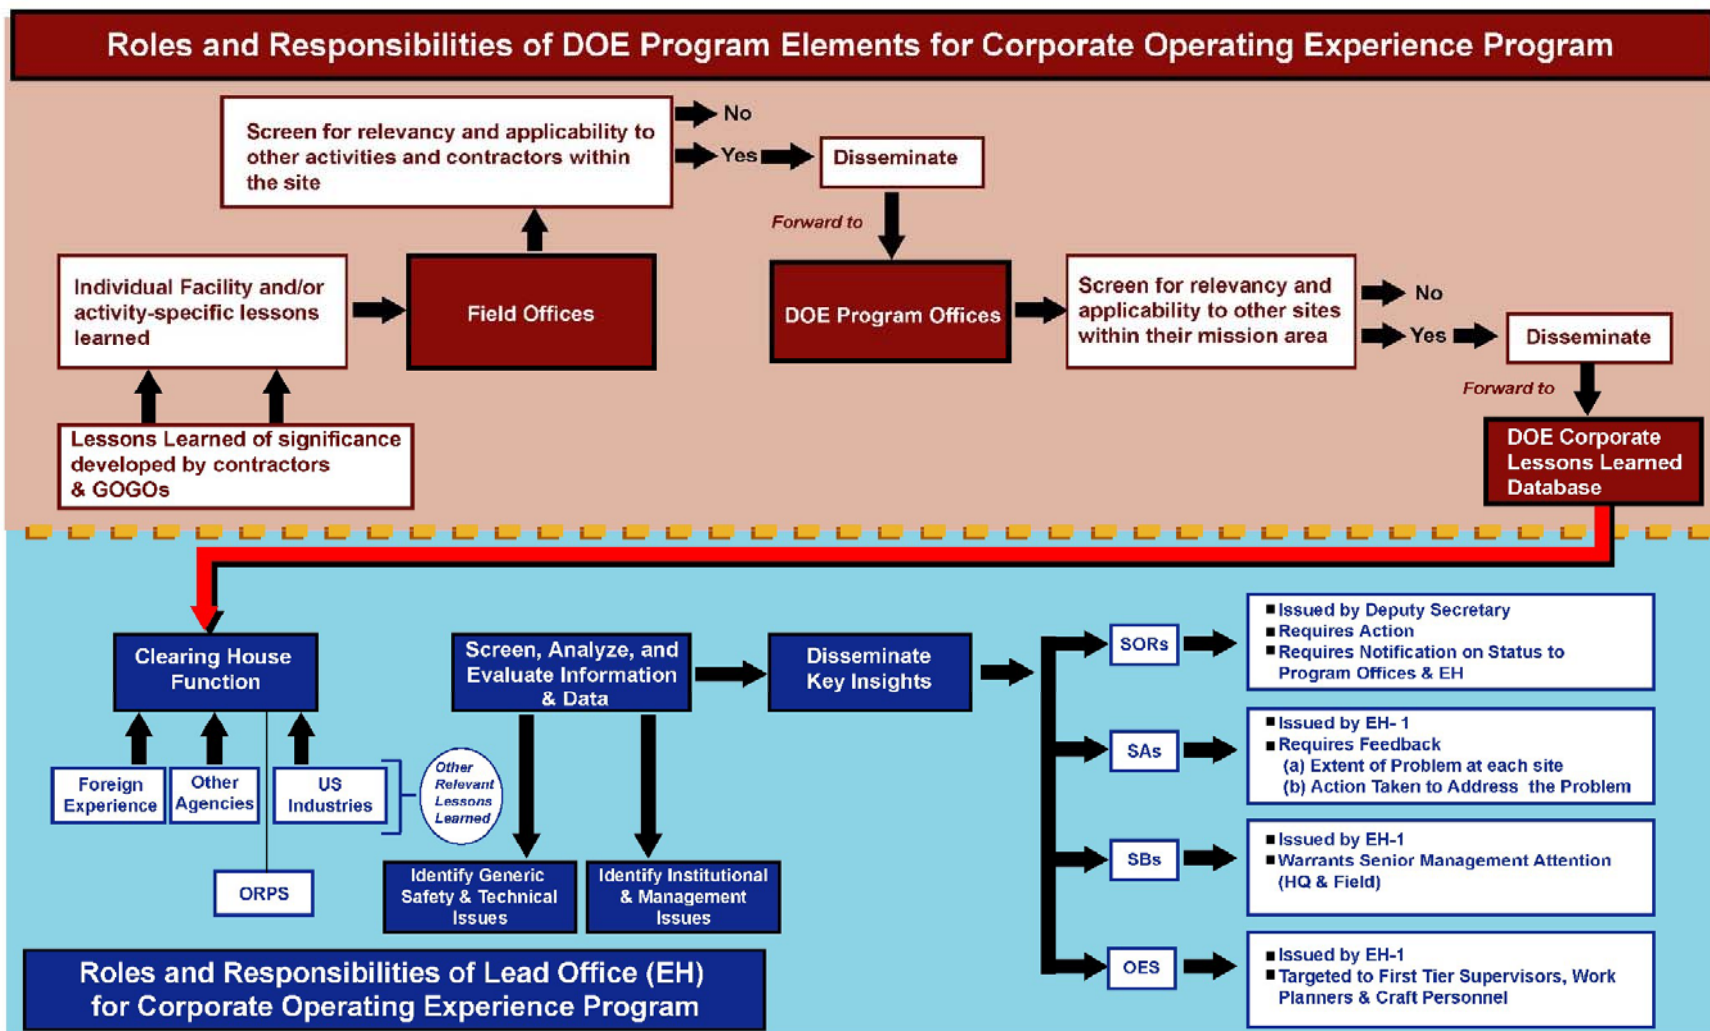 Roles and Responsibilities of DOE Program Elements for Corporate Operating Experience Program
Screen for relevancy and applicability to
other activities and contractors within
the site
No
Yes
Disseminate
Forward to
Individual Facility and/or
activity-specific lessons
learned
Field Offices
DOE Program Offices
Screen for relevancy and
applicability to other sites
within their mission area
No
Yes
Disseminate
Forward to
Lessons Learned of significance
developed by contractors
& GOGOs
DOE Corporate
Lessons Learned
Database
Clearing House
Function
Screen, Analyze, and
Evaluate Information
& Data
Disseminate
Key Insights
Foreign
Experience
Other
Agencies
US
Industries
Other
Relevant
Lessons
Learned
ORPS
Identify Generic
Safety & Technical
Issues
Identify Institutional
& Management
Issues
SORs
■ Issued by Deputy Secretary
■ Requires Action
■ Requires Notification on Status to
Program Offices & EH
SAs
■ Issued by EH- 1
■ Requires Feedback
(a) Extent of Problem at each site
(b) Action Taken to Address the Problem
SBs
■ Issued by EH-1
■ Warrants Senior Management Attention
(HQ & Field)
OES
■ Issued by EH-1
■ Targeted to First Tier Supervisors, Work
Planners & Craft Personnel
Roles and Responsibilities of Lead Office (EH)
for Corporate Operating Experience Program